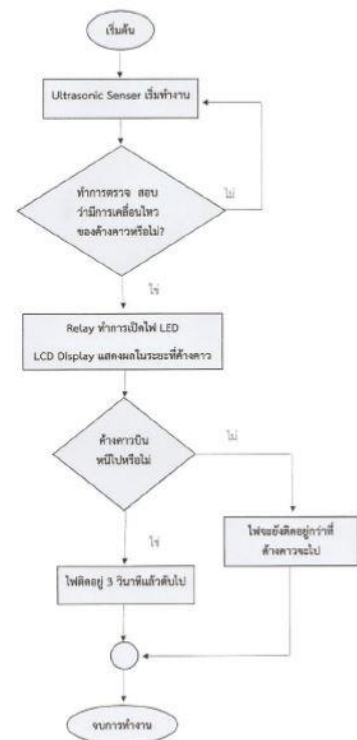 เริ่มต้น
Ultrasonic Senser เริ่มทำงาน
ทำการตรวจ สอบ
ว่ามีการเคลื่อนไหว
ของค้างคาวหรือไม่?
ไม่
ใช่
Relay ทำการเปิดไฟ LED
LCD Display แสดงผลในระยะที่ค้างคาว
ค้างคาวบิน
หนีไปหรือไม่
ไม่
ใช่
ไฟจะยังติดอยู่กว่าที่
ค้างคาวจะไป
ไฟติดอยู่ 3 วินาทีแล้วดับไป
จบการทำงาน